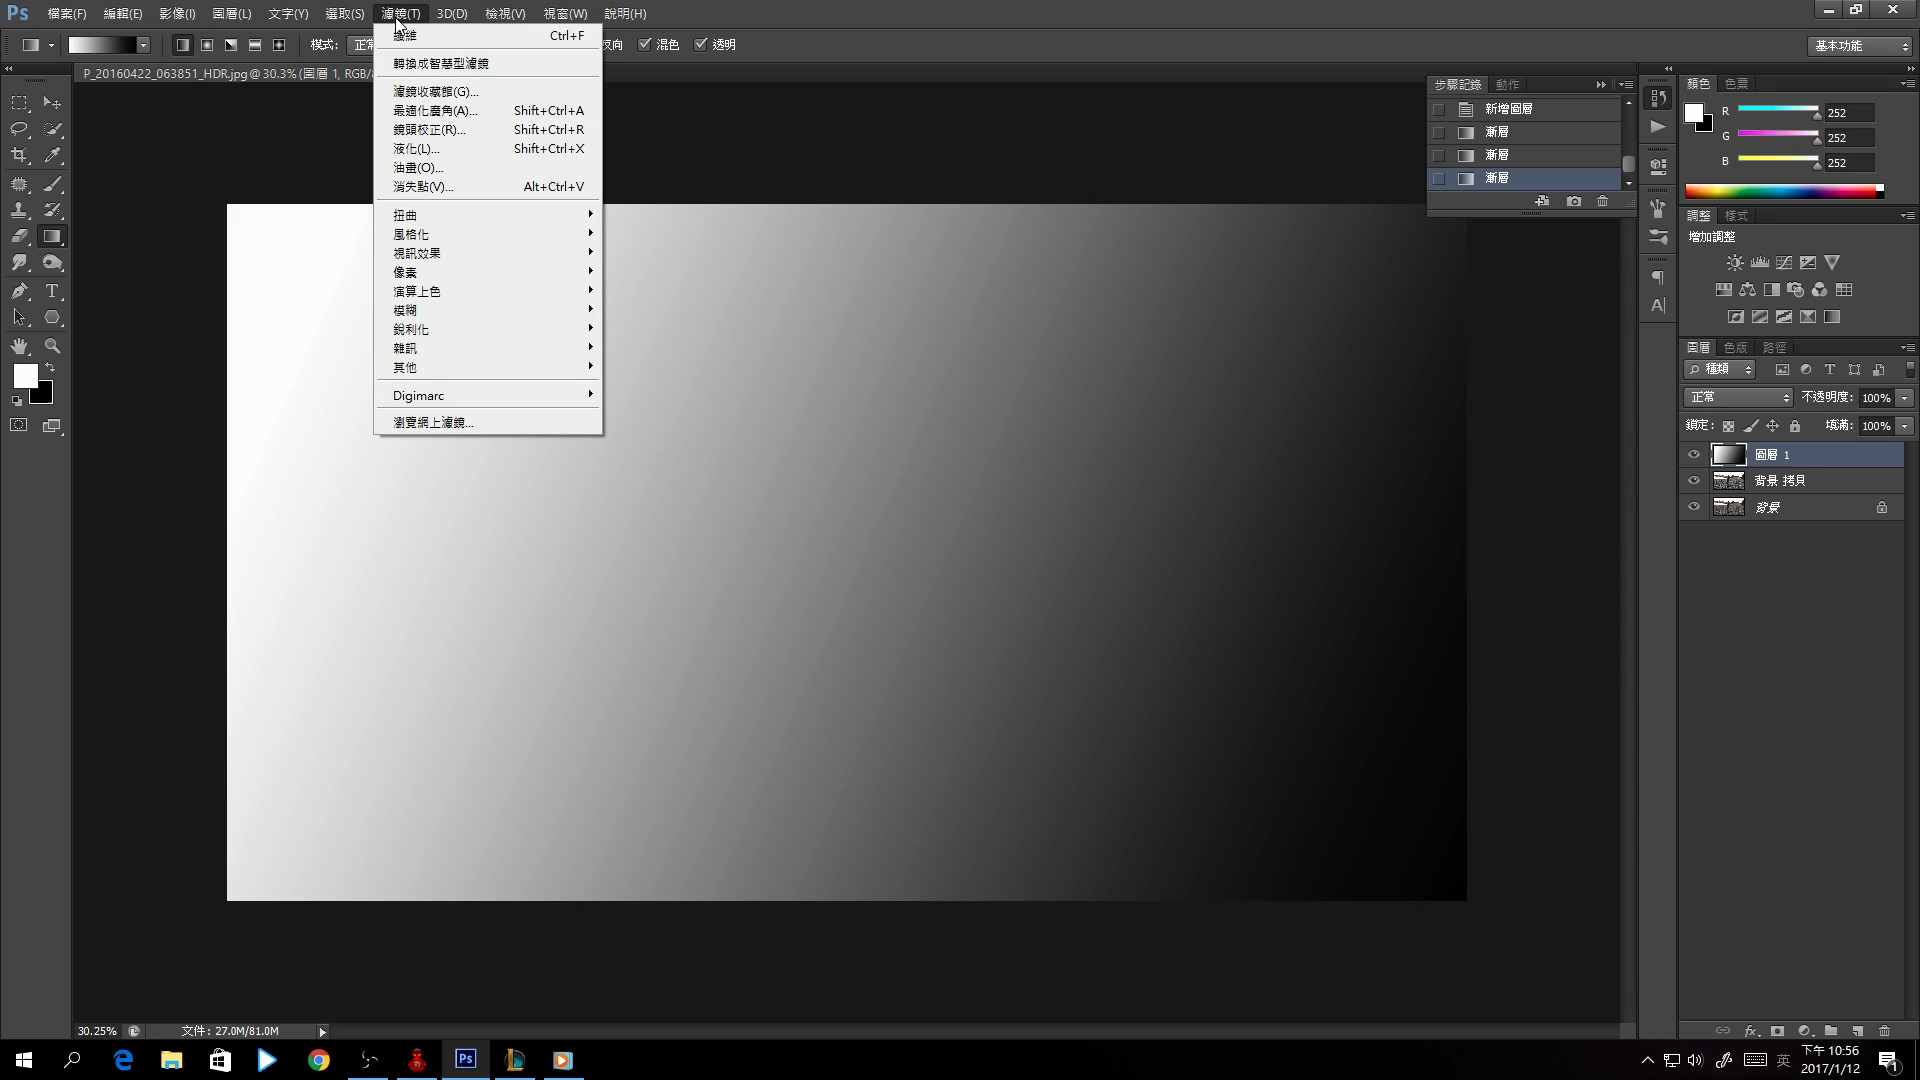 Ps 檔案(F) 編輯(E) 影像(I) 圖層(L) 文字(Y) 選取(S) 濾鏡(T) 3D(D) 檢視(V) 視窗(W) 說明(H)
模式: 正常 反向 混色 透明 基本功能
P_20160422_063851_HDR.jpg @ 30.3% (圖層 1, RGB/
纖維 Ctrl+F
轉換成智慧型濾鏡
濾鏡收藏館(G)...
最適化廣角(A)... Shift+Ctrl+A
鏡頭校正(R)... Shift+Ctrl+R
液化(L)... Shift+Ctrl+X
油畫(O)...
消失點(V)... Alt+Ctrl+V
扭曲
風格化
視訊效果
像素
演算上色
模糊
銳利化
雜訊
其他
Digimarc
瀏覽網上濾鏡...
步驟記錄 動作
新增圖層
漸層
漸層
漸層
顏色 色票
R 252
G 252
B 252
調整 樣式
增加調整
圖層 色版 路徑
種類
正常 不透明度: 100%
鎖定: 填滿: 100%
圖層 1
背景 拷貝
背景
30.25% 文件: 27.0M/81.0M
Ps
英
下午 10:56
2017/1/12
1